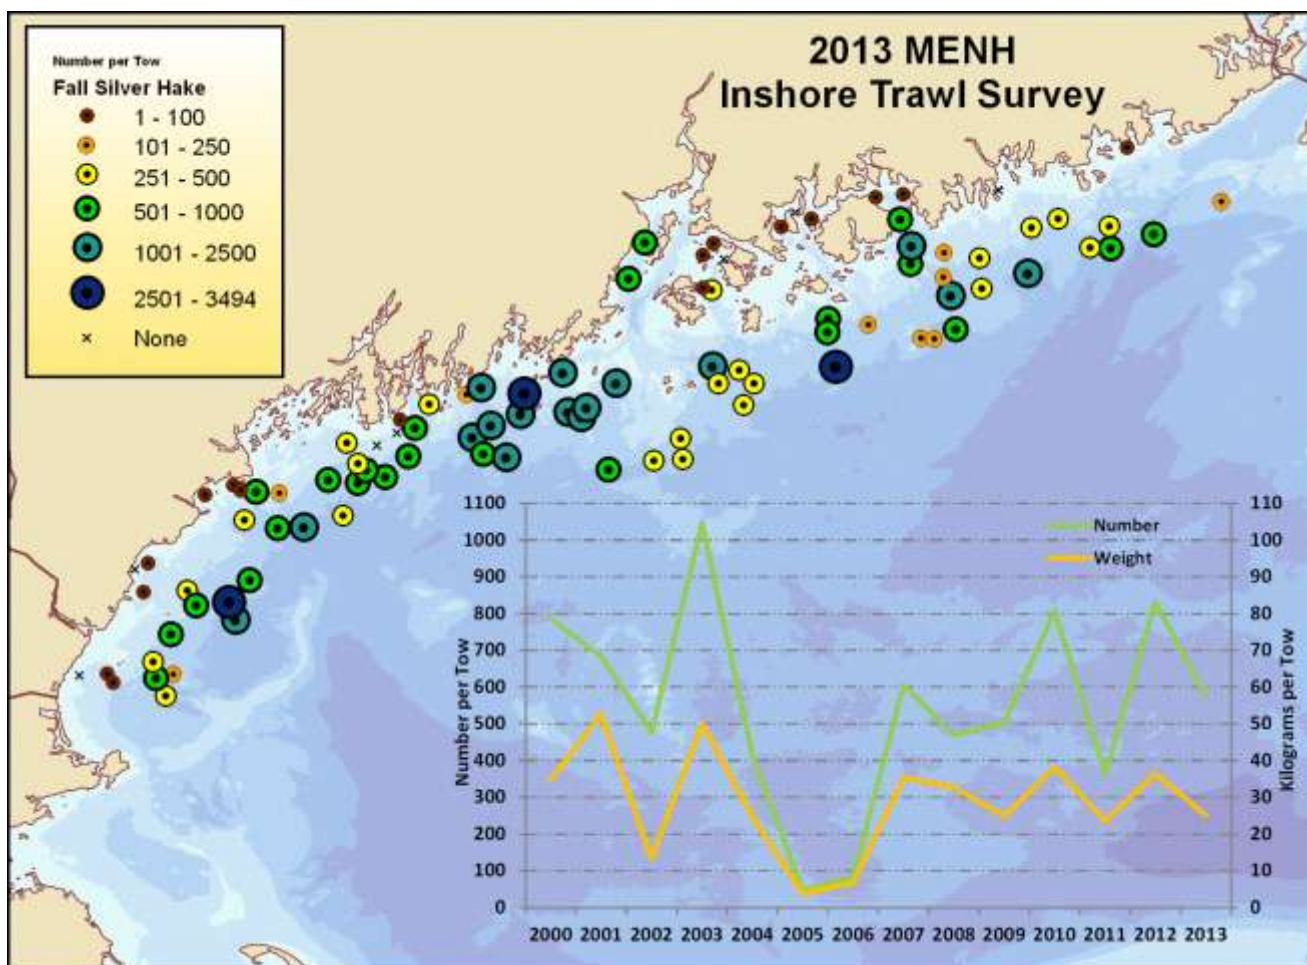 2013 MENH
Inshore Trawl Survey
Number per Tow
Fall Silver Hake
1 - 100
101 - 250
251 - 500
501 - 1000
1001 - 2500
2501 - 3494
× None
Number
Weight
Number per Tow
1100
1000
900
800
700
600
500
400
300
200
100
0
Kilograms per Tow
110
100
90
80
70
60
50
40
30
20
10
0
2000 2001 2002 2003 2004 2005 2006 2007 2008 2009 2010 2011 2012 2013